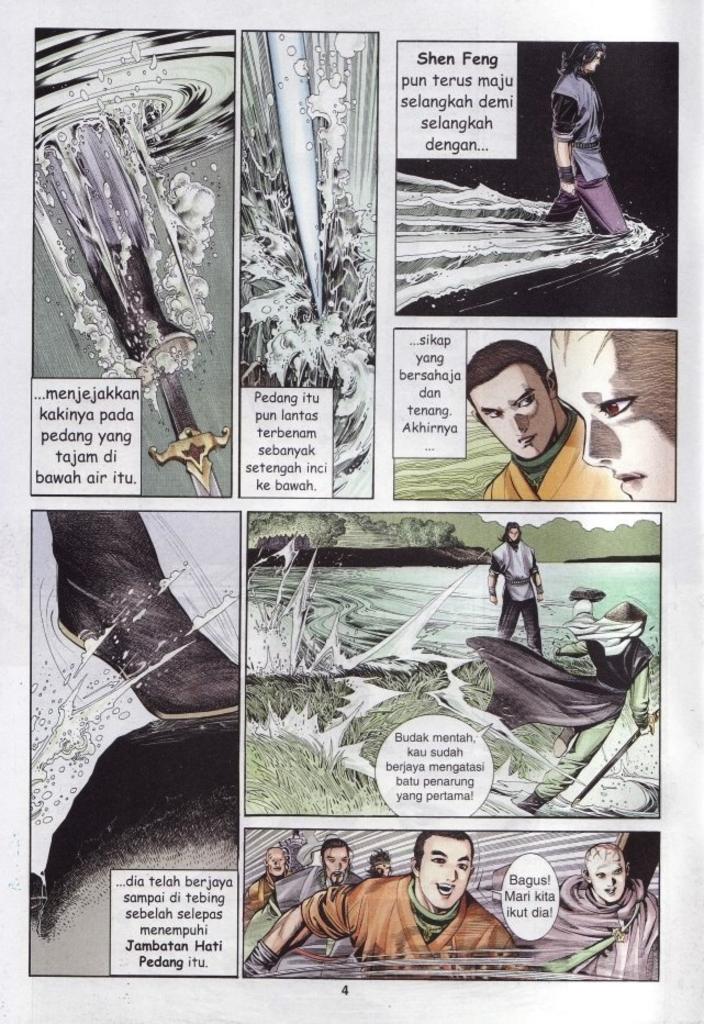 ...menjejakkan
kakinya pada
pedang yang
tajam di
bawah air itu.
Pedang itu
pun lantas
terbenam
sebanyak
setengah inci
ke bawah.
Shen Feng
pun terus maju
selangkah demi
selangkah
dengan...
...sikap
yang
bersahaja
dan
tenang.
Akhirnya
...
...dia telah berjaya
sampai di tebing
sebelah selepas
menempuhi
Jambatan Hati
Pedang itu.
Budak mentah,
kau sudah
berjaya mengatasi
batu penarung
yang pertama!
Bagus!
Mari kita
ikut dia!
4